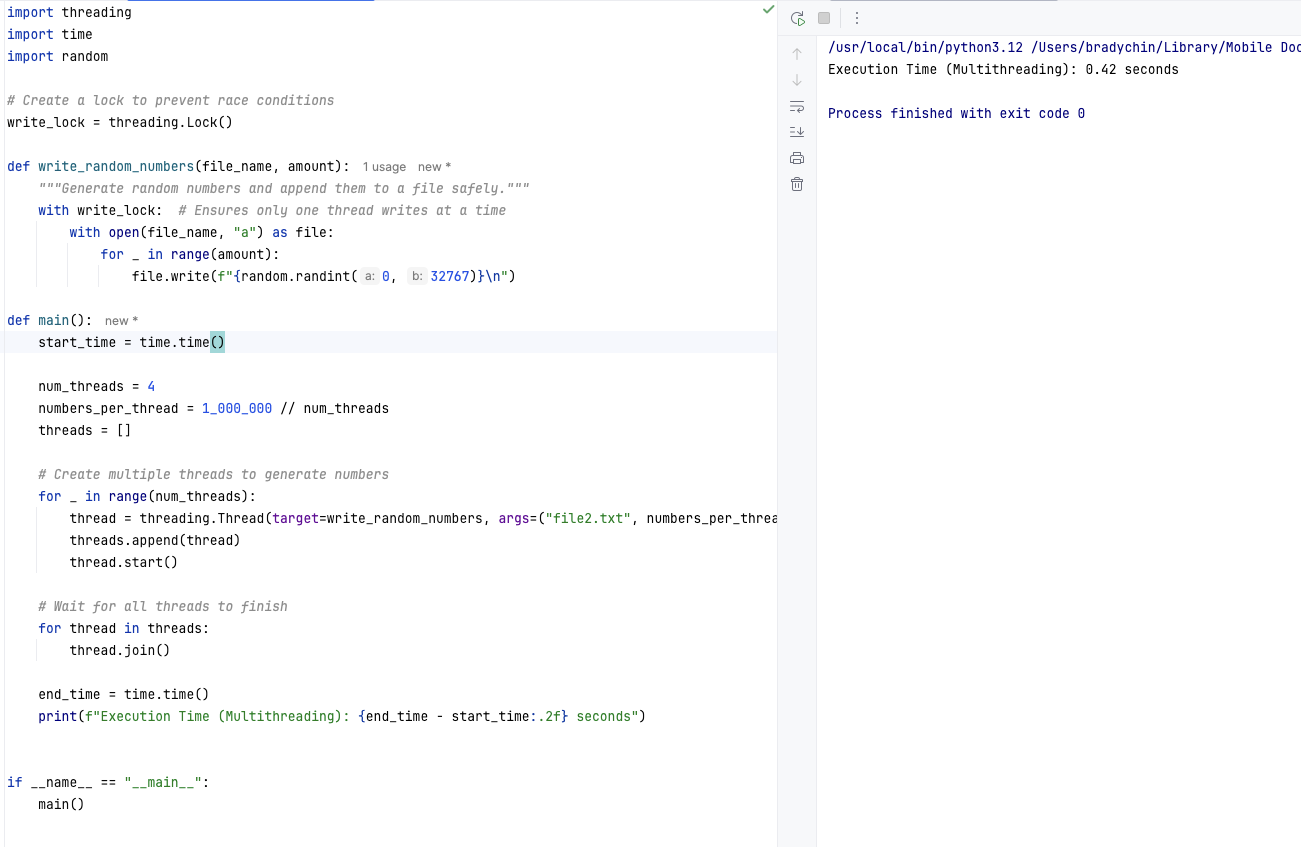 import threading
import time
import random
# Create a lock to prevent race conditions
write_lock = threading.Lock()
def write_random_numbers(file_name, amount): 1 usage new *
"""Generate random numbers and append them to a file safely."""
with write_lock: # Ensures only one thread writes at a time
with open(file_name, "a") as file:
for _ in range(amount):
file.write(f"{random.randint( a: 0, b: 32767)}\n")
def main(): new *
start_time = time.time()
num_threads = 4
numbers_per_thread = 1_000_000 // num_threads
threads = []
# Create multiple threads to generate numbers
for _ in range(num_threads):
thread = threading.Thread(target=write_random_numbers, args=("file2.txt", numbers_per_threa
threads.append(thread)
thread.start()
# Wait for all threads to finish
for thread in threads:
thread.join()
end_time = time.time()
print(f"Execution Time (Multithreading): {end_time - start_time:.2f} seconds")
if __name__ == "__main__":
main()
/usr/local/bin/python3.12 /Users/bradychin/Library/Mobile Doc
Execution Time (Multithreading): 0.42 seconds
Process finished with exit code 0